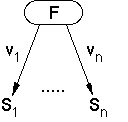 F
v1 vn
.....
S1 Sn